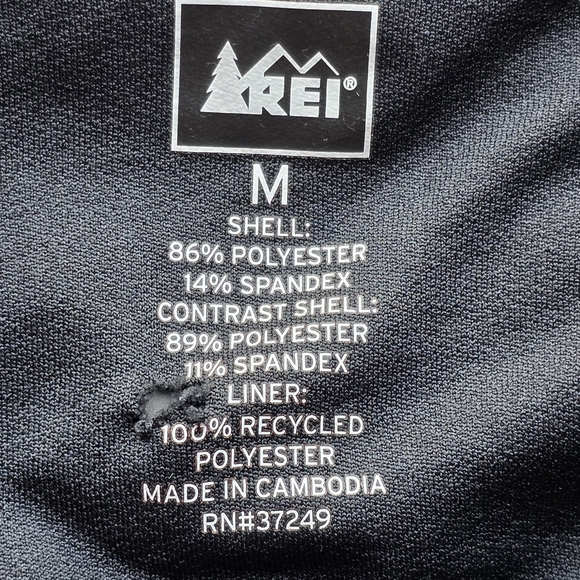 REI®
M
SHELL:
86% POLYESTER
14% SPANDEX
CONTRAST SHELL:
89% POLYESTER
11% SPANDEX
LINER:
100% RECYCLED
POLYESTER
MADE IN CAMBODIA
RN#37249